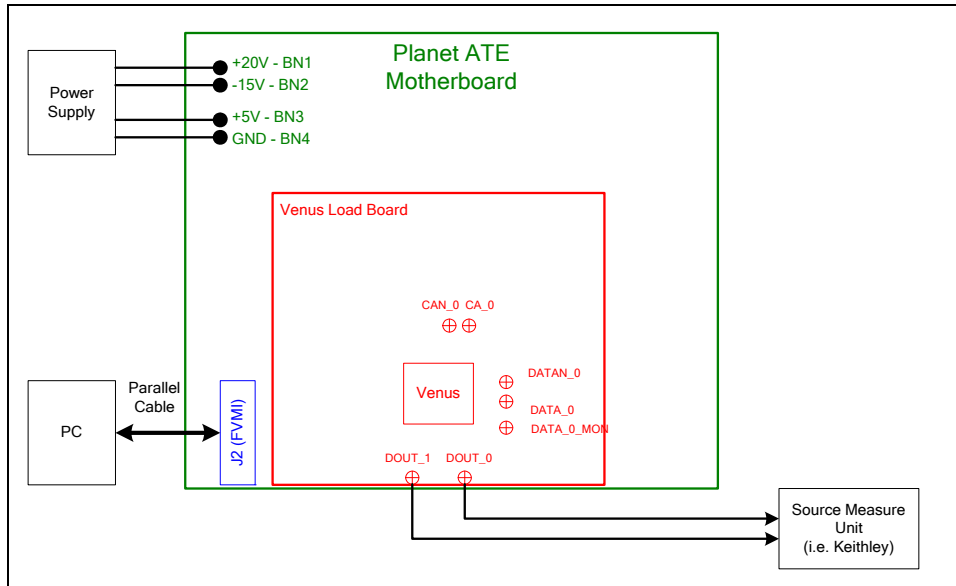 Planet ATE
Motherboard
Power
Supply
+20V - BN1
-15V - BN2
+5V - BN3
GND - BN4
Venus Load Board
CAN_0 CA_0
DATAN_0
Venus
DATA_0
DATA_0_MON
Parallel
Cable
PC
J2 (FVMI)
DOUT_1 DOUT_0
Source Measure
Unit
(i.e. Keithley)